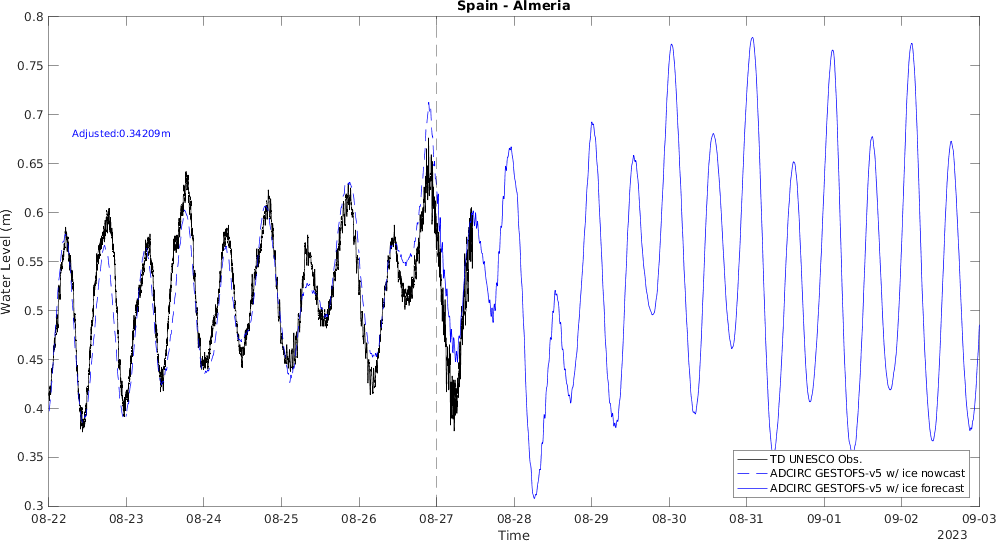 Spain - Almeria
0.8
0.75
0.7
Adjusted:0.34209m
0.65
0.6
0.55
Water Level (m)
0.5
0.45
0.4
0.35
TD UNESCO Obs.
ADCIRC GESTOFS-v5 w/ ice nowcast
ADCIRC GESTOFS-v5 w/ ice forecast
0.3
08-22 08-23 08-24 08-25 08-26 08-27 08-28 08-29 08-30 08-31 09-01 09-02 09-03
Time
2023